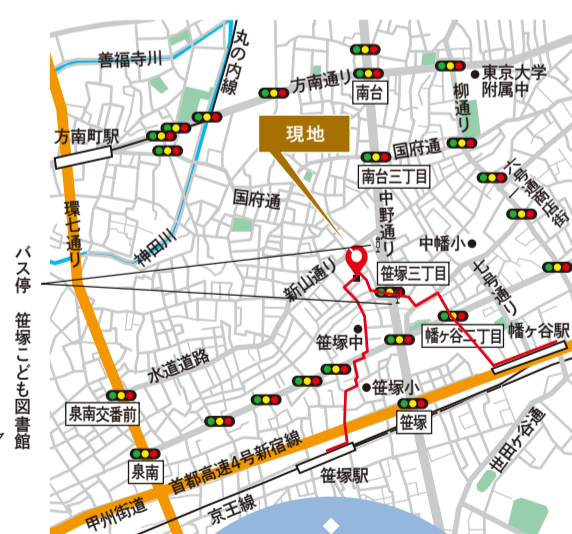 善福寺川
丸の内線
方南通り
東京大学
附属中
南台
柳通り
現地
方南町駅
国府通
南台三丁目
六号通商店街
国府通
中野通り
環七通り
神田川
中幡小
新山通り
笹塚三丁目
七号通り
バス停 笹塚こども図書館
笹塚中
幡ヶ谷二丁目
幡ヶ谷駅
水道道路
笹塚小
泉南交番前
笹塚
首都高速4号新宿線
世田ヶ谷通
泉南
笹塚駅
甲州街道
京王線